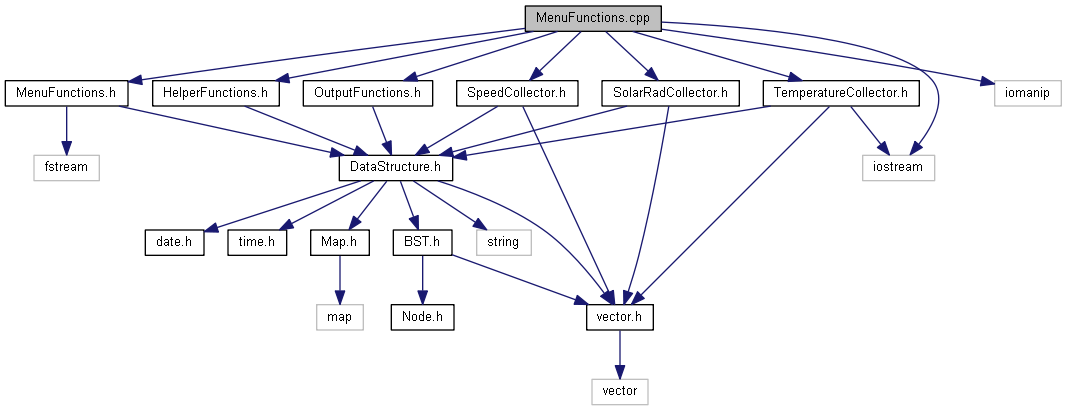 MenuFunctions.cpp
MenuFunctions.h
HelperFunctions.h
OutputFunctions.h
SpeedCollector.h
SolarRadCollector.h
TemperatureCollector.h
iomanip
fstream
DataStructure.h
iostream
date.h
time.h
Map.h
BST.h
string
map
Node.h
vector.h
vector